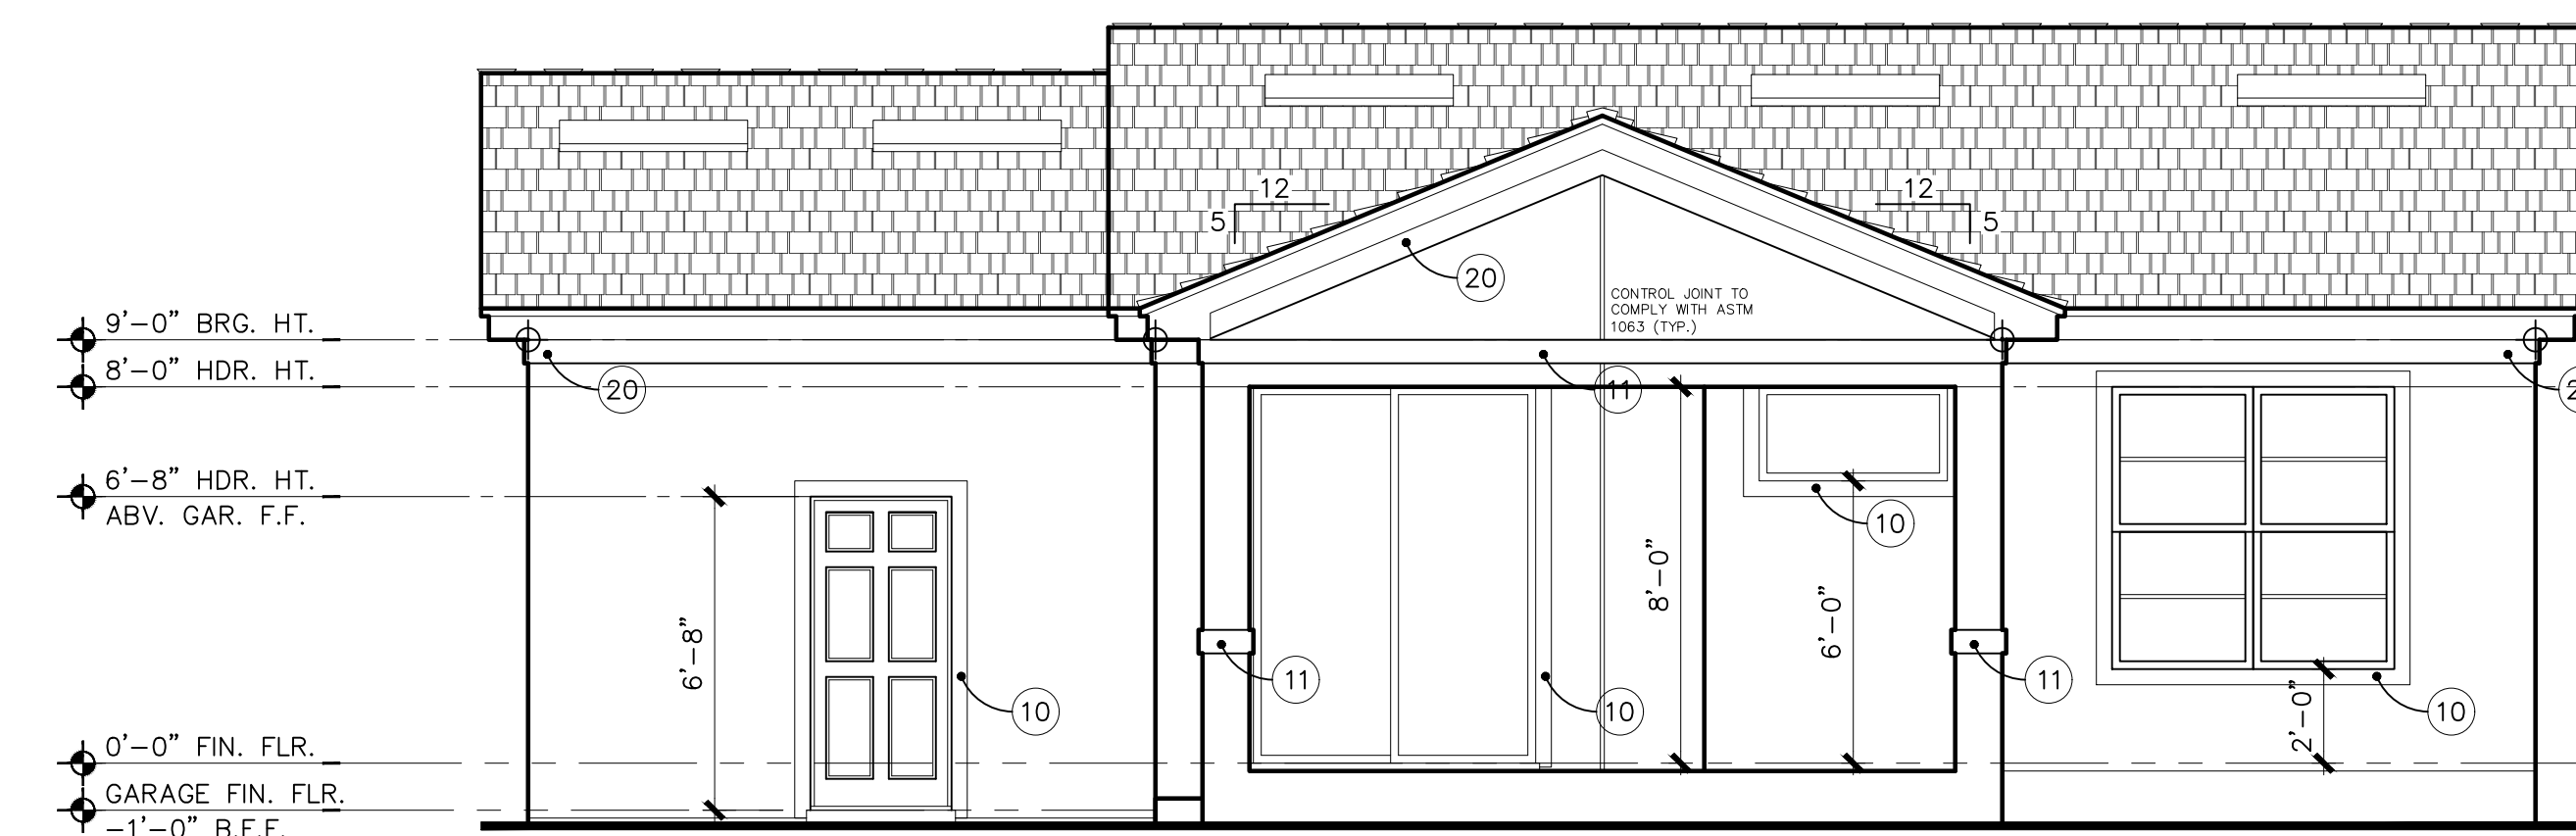 12
5
12
5
20
CONTROL JOINT TO
COMPLY WITH ASTM
1063 (TYP.)
9'-0" BRG. HT.
8'-0" HDR. HT.
20
11
6'-8" HDR. HT.
ABV. GAR. F.F.
10
8'-0"
6'-0"
6'-8"
11
11
10
10
10
2'-0"
0'-0" FIN. FLR.
GARAGE FIN. FLR.
-1'-0" B.F.F.